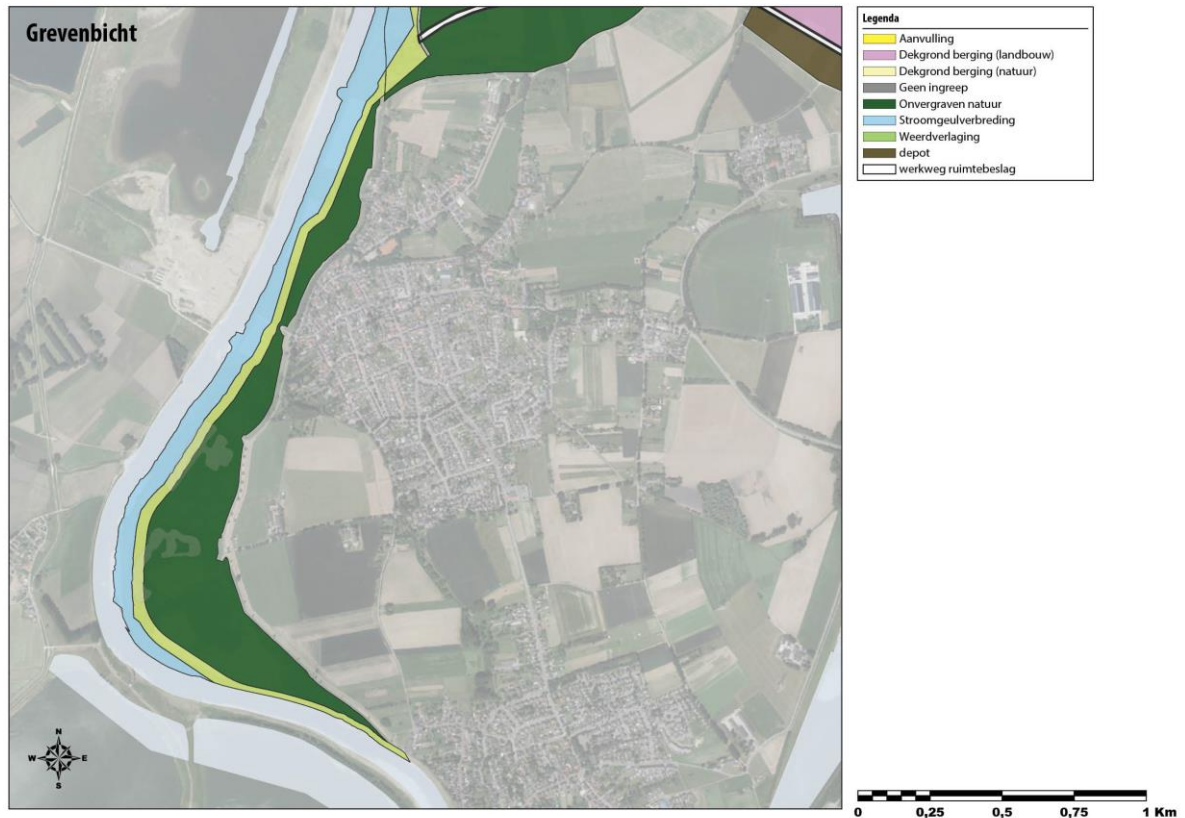 Grevenbicht
Legenda
Aanvulling
Dekgrond berging (landbouw)
Dekgrond berging (natuur)
Geen ingreep
Onvergraven natuur
Stroomgeulverbreding
Weerdverlaging
depot
werkweg ruimtebeslag
N
W E
S
0 0,25 0,5 0,75 1 Km